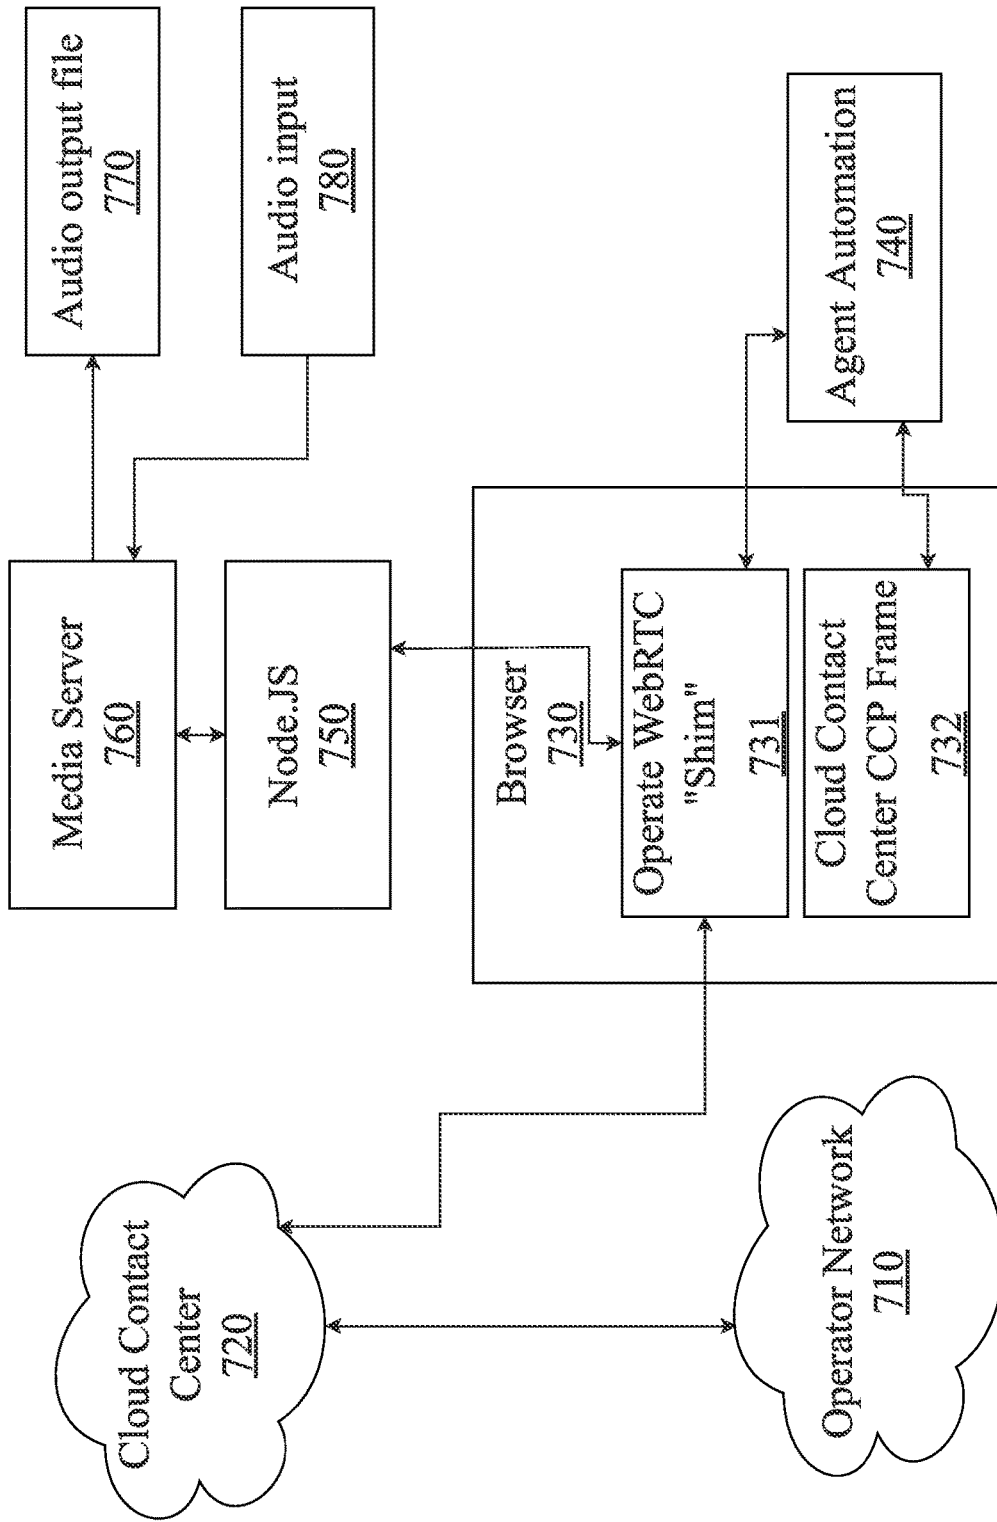 Cloud Contact
Center
720
Operator Network
710
Media Server
760
Node.JS
750
Browser
730
Operate WebRTC
"Shim"
731
Cloud Contact
Center CCP Frame
732
Audio output file
770
Audio input
780
Agent Automation
740